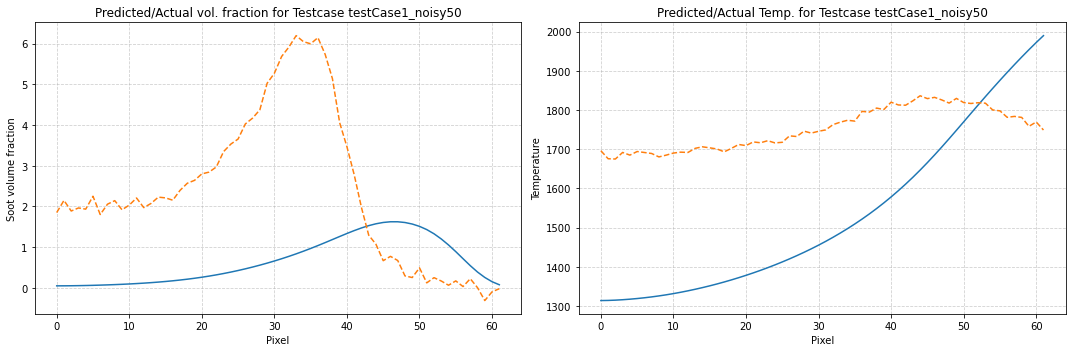 Predicted/Actual vol. fraction for Testcase testCase1_noisy50
6
5
4
3
2
1
0
Soot volume fraction
0 10 20 30 40 50 60
Pixel
Predicted/Actual Temp. for Testcase testCase1_noisy50
2000
1900
1800
1700
1600
1500
1400
1300
Temperature
0 10 20 30 40 50 60
Pixel